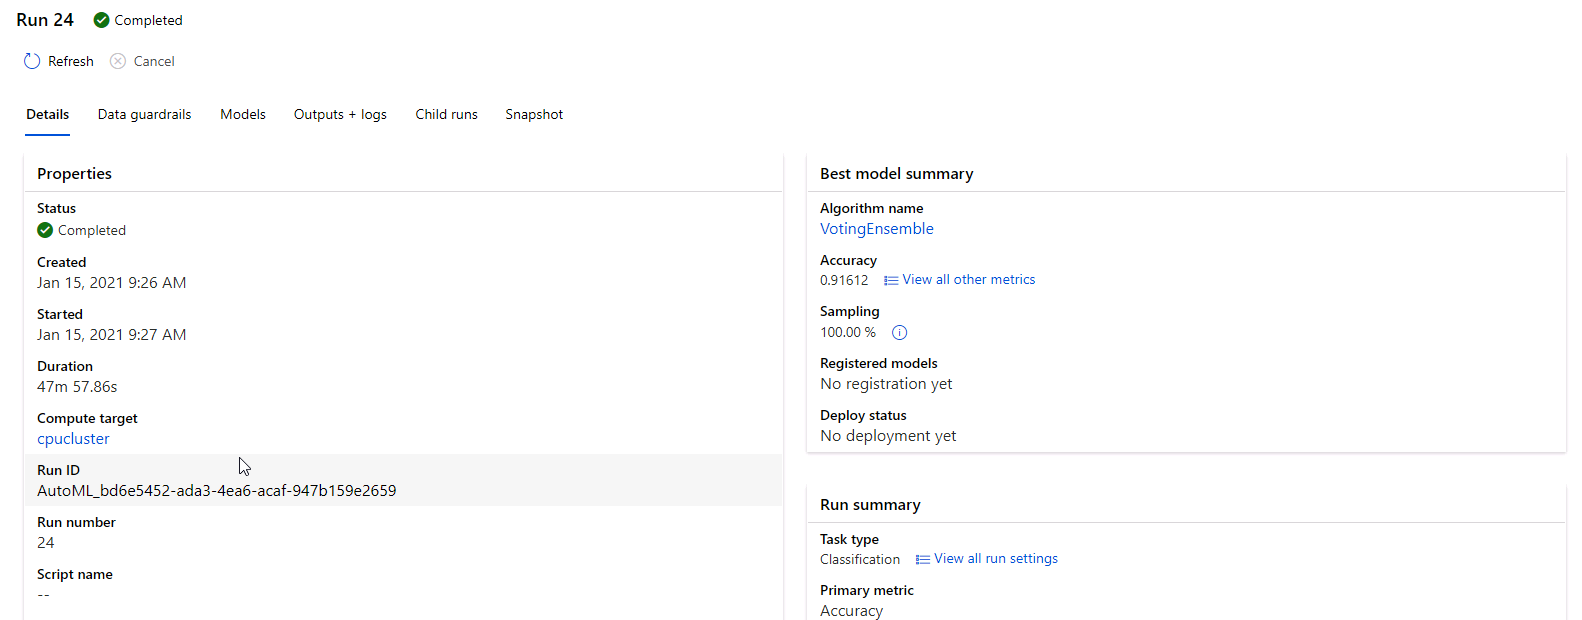 Run 24 Completed
Refresh Cancel
Details Data guardrails Models Outputs + logs Child runs Snapshot
Properties
Status
Completed
Created
Jan 15, 2021 9:26 AM
Started
Jan 15, 2021 9:27 AM
Duration
47m 57.86s
Compute target
cpucluster
Run ID
AutoML_bd6e5452-ada3-4ea6-acaf-947b159e2659
Run number
24
Script name
--
Best model summary
Algorithm name
VotingEnsemble
Accuracy
0.91612 View all other metrics
Sampling
100.00 %
Registered models
No registration yet
Deploy status
No deployment yet
Run summary
Task type
Classification View all run settings
Primary metric
Accuracy